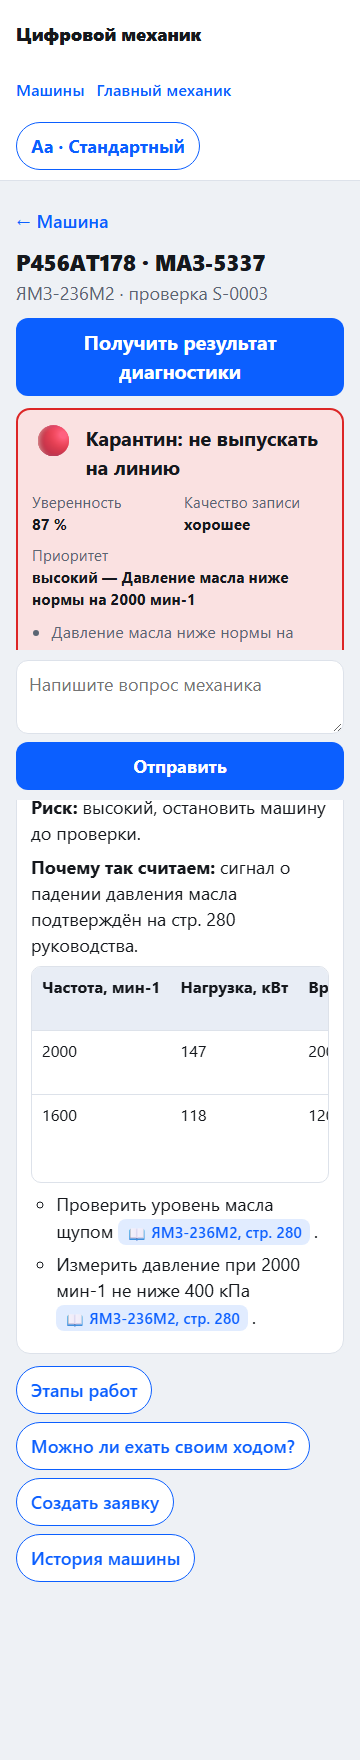 Цифровой механик
Машины Главный механик
Aa · Стандартный
← Машина
Р456АТ178 · МАЗ-5337
ЯМЗ-236М2 · проверка S-0003
Получить результат
диагностики
Карантин: не выпускать
на линию
Уверенность Качество записи
87 % хорошее
Приоритет
высокий — Давление масла ниже
нормы на 2000 мин-1
• Давление масла ниже нормы на
Напишите вопрос механика
Отправить
Риск: высокий, остановить машину
до проверки.
Почему так считаем: сигнал о
падении давления масла
подтверждён на стр. 280
руководства.
Частота, мин-1 Нагрузка, кВт Вр
2000 147 200
1600 118 120
Проверить уровень масла
щупом 📖 ЯМЗ-236М2, стр. 280 .
Измерить давление при 2000
мин-1 не ниже 400 кПа
📖 ЯМЗ-236М2, стр. 280 .
Этапы работ
Можно ли ехать своим ходом?
Создать заявку
История машины